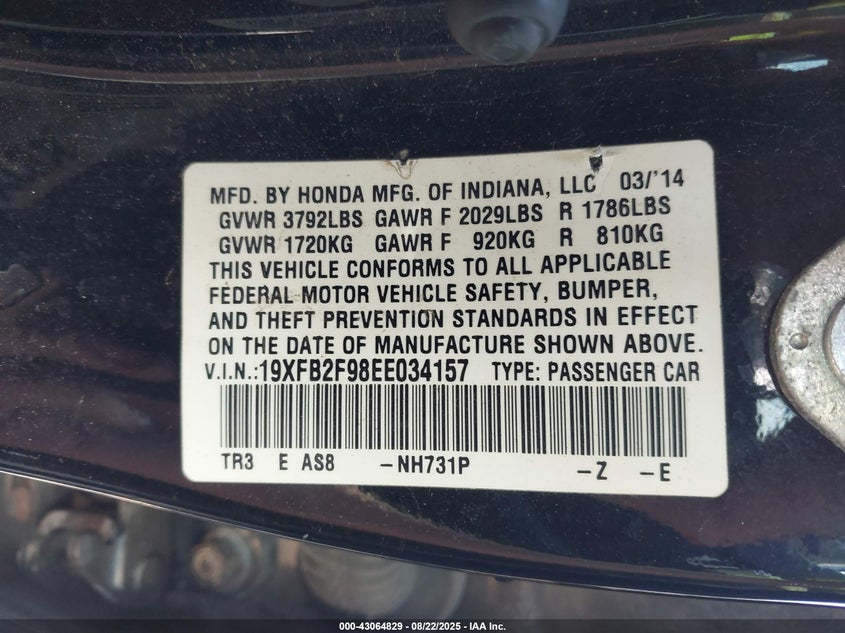 MFD. BY HONDA MFG. OF INDIANA, LLC 03/'14
GVWR 3792LBS GAWR F 2029LBS R 1786LBS
GVWR 1720KG GAWR F 920KG R 810KG
THIS VEHICLE CONFORMS TO ALL APPLICABLE
FEDERAL MOTOR VEHICLE SAFETY, BUMPER,
AND THEFT PREVENTION STANDARDS IN EFFECT
ON THE DATE OF MANUFACTURE SHOWN ABOVE.
V.I.N.:19XFB2F98EE034157 TYPE: PASSENGER CAR
TR3 E AS8 -NH731P -Z -E
000-43064829 - 08/22/2025 - IAA Inc.